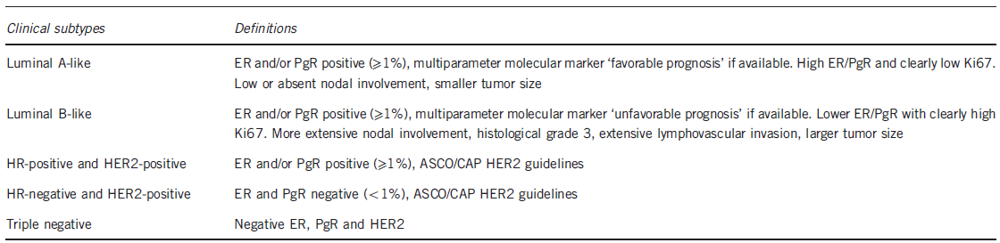 Clinical subtypes Definitions
Luminal A-like ER and/or PgR positive (⩾1%), multiparameter molecular marker ‘favorable prognosis’ if available. High ER/PgR and clearly low Ki67.
Low or absent nodal involvement, smaller tumor size
Luminal B-like ER and/or PgR positive (⩾1%), multiparameter molecular marker ‘unfavorable prognosis’ if available. Lower ER/PgR with clearly high
Ki67. More extensive nodal involvement, histological grade 3, extensive lymphovascular invasion, larger tumor size
HR-positive and HER2-positive ER and/or PgR positive (⩾1%), ASCO/CAP HER2 guidelines
HR-negative and HER2-positive ER and PgR negative (<1%), ASCO/CAP HER2 guidelines
Triple negative Negative ER, PgR and HER2